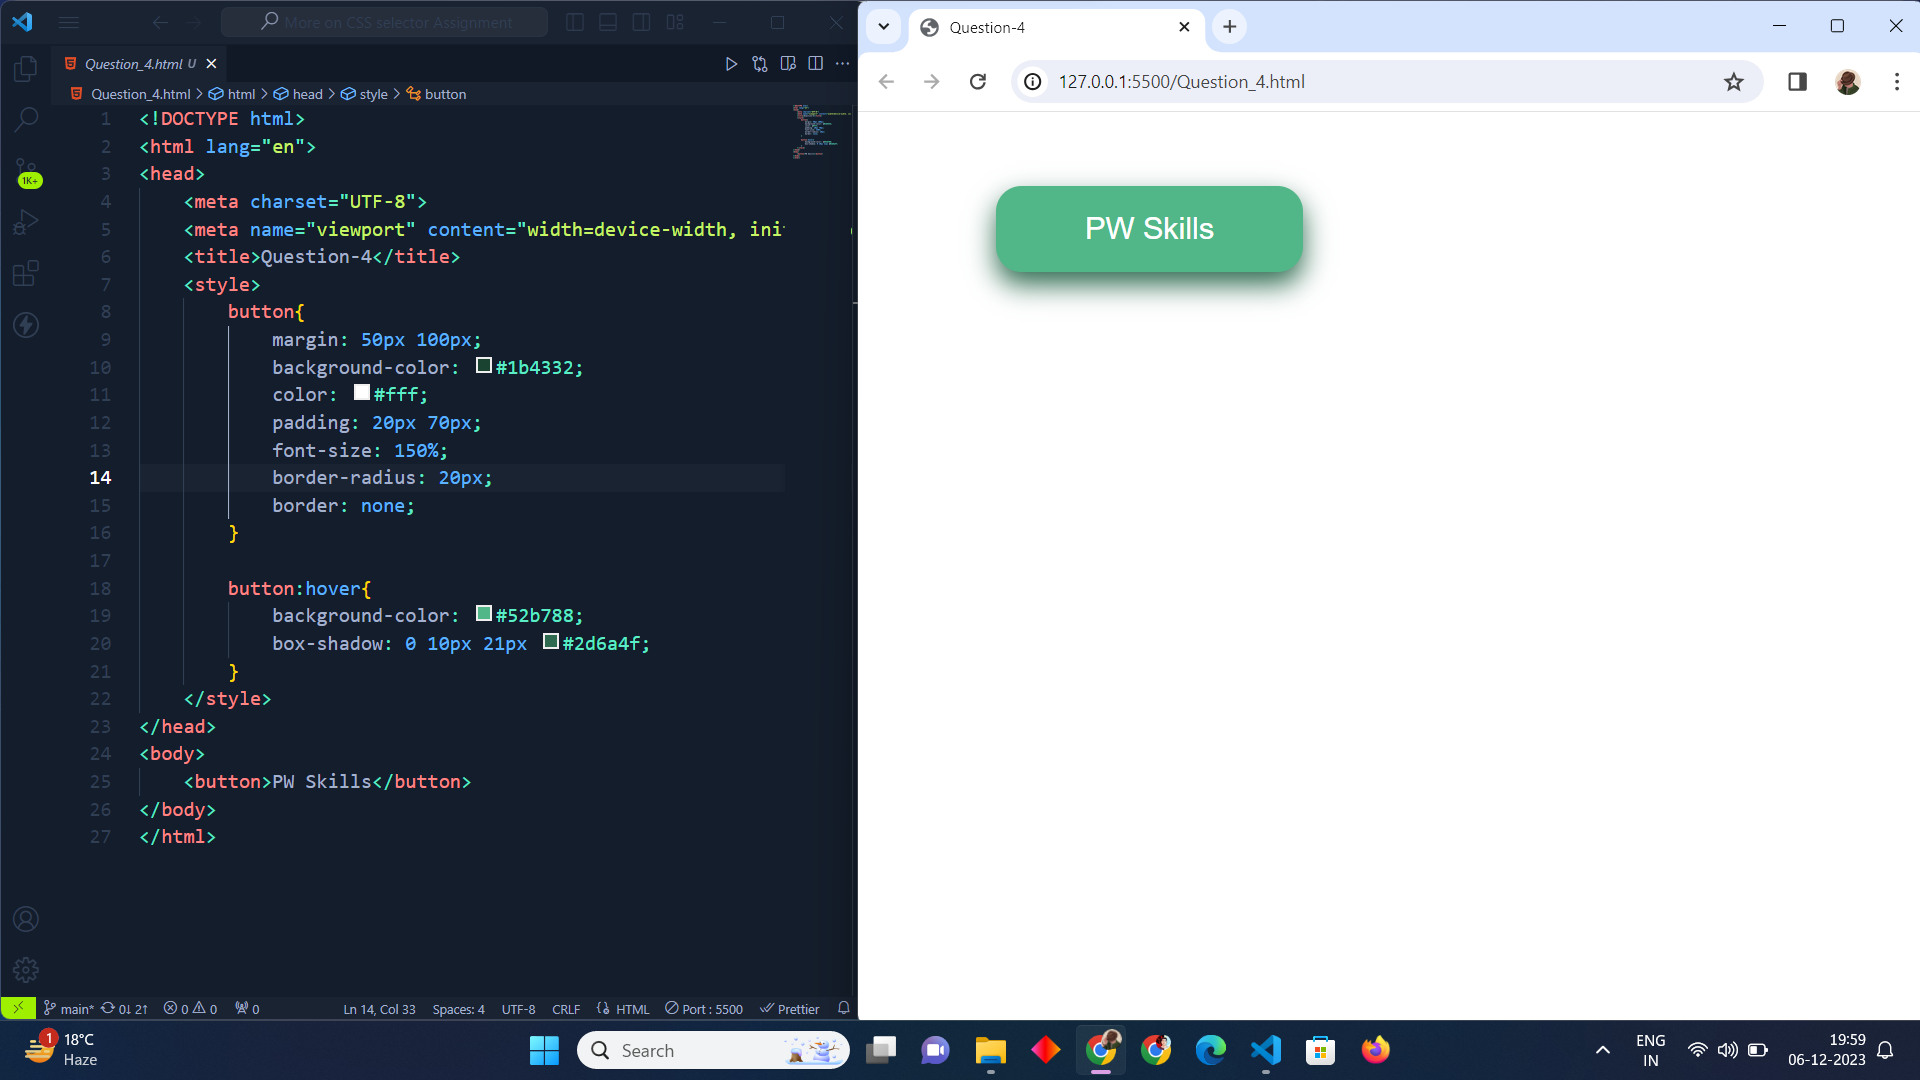 More on CSS selector Assignment
Question_4.html U
Question_4.html > html > head > style > button
1 <!DOCTYPE html>
2 <html lang="en">
3 <head>
4 <meta charset="UTF-8">
5 <meta name="viewport" content="width=device-width, ini
6 <title>Question-4</title>
7 <style>
8 button{
9 margin: 50px 100px;
10 background-color: #1b4332;
11 color: #fff;
12 padding: 20px 70px;
13 font-size: 150%;
14 border-radius: 20px;
15 border: none;
16 }
17
18 button:hover{
19 background-color: #52b788;
20 box-shadow: 0 10px 21px #2d6a4f;
21 }
22 </style>
23 </head>
24 <body>
25 <button>PW Skills</button>
26 </body>
27 </html>
1K+
main* 0↓ 2↑ 0 0 0 Ln 14, Col 33 Spaces: 4 UTF-8 CRLF HTML Port : 5500 Prettier
Question-4
127.0.0.1:5500/Question_4.html
PW Skills
1
18°C
Haze
Search
ENG
IN
19:59
06-12-2023